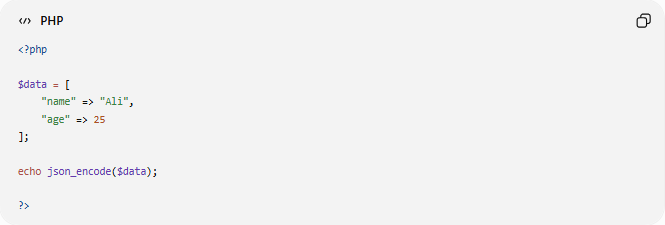 </> PHP
<?php
$data = [
    "name" => "Ali",
    "age" => 25
];
echo json_encode($data);
?>